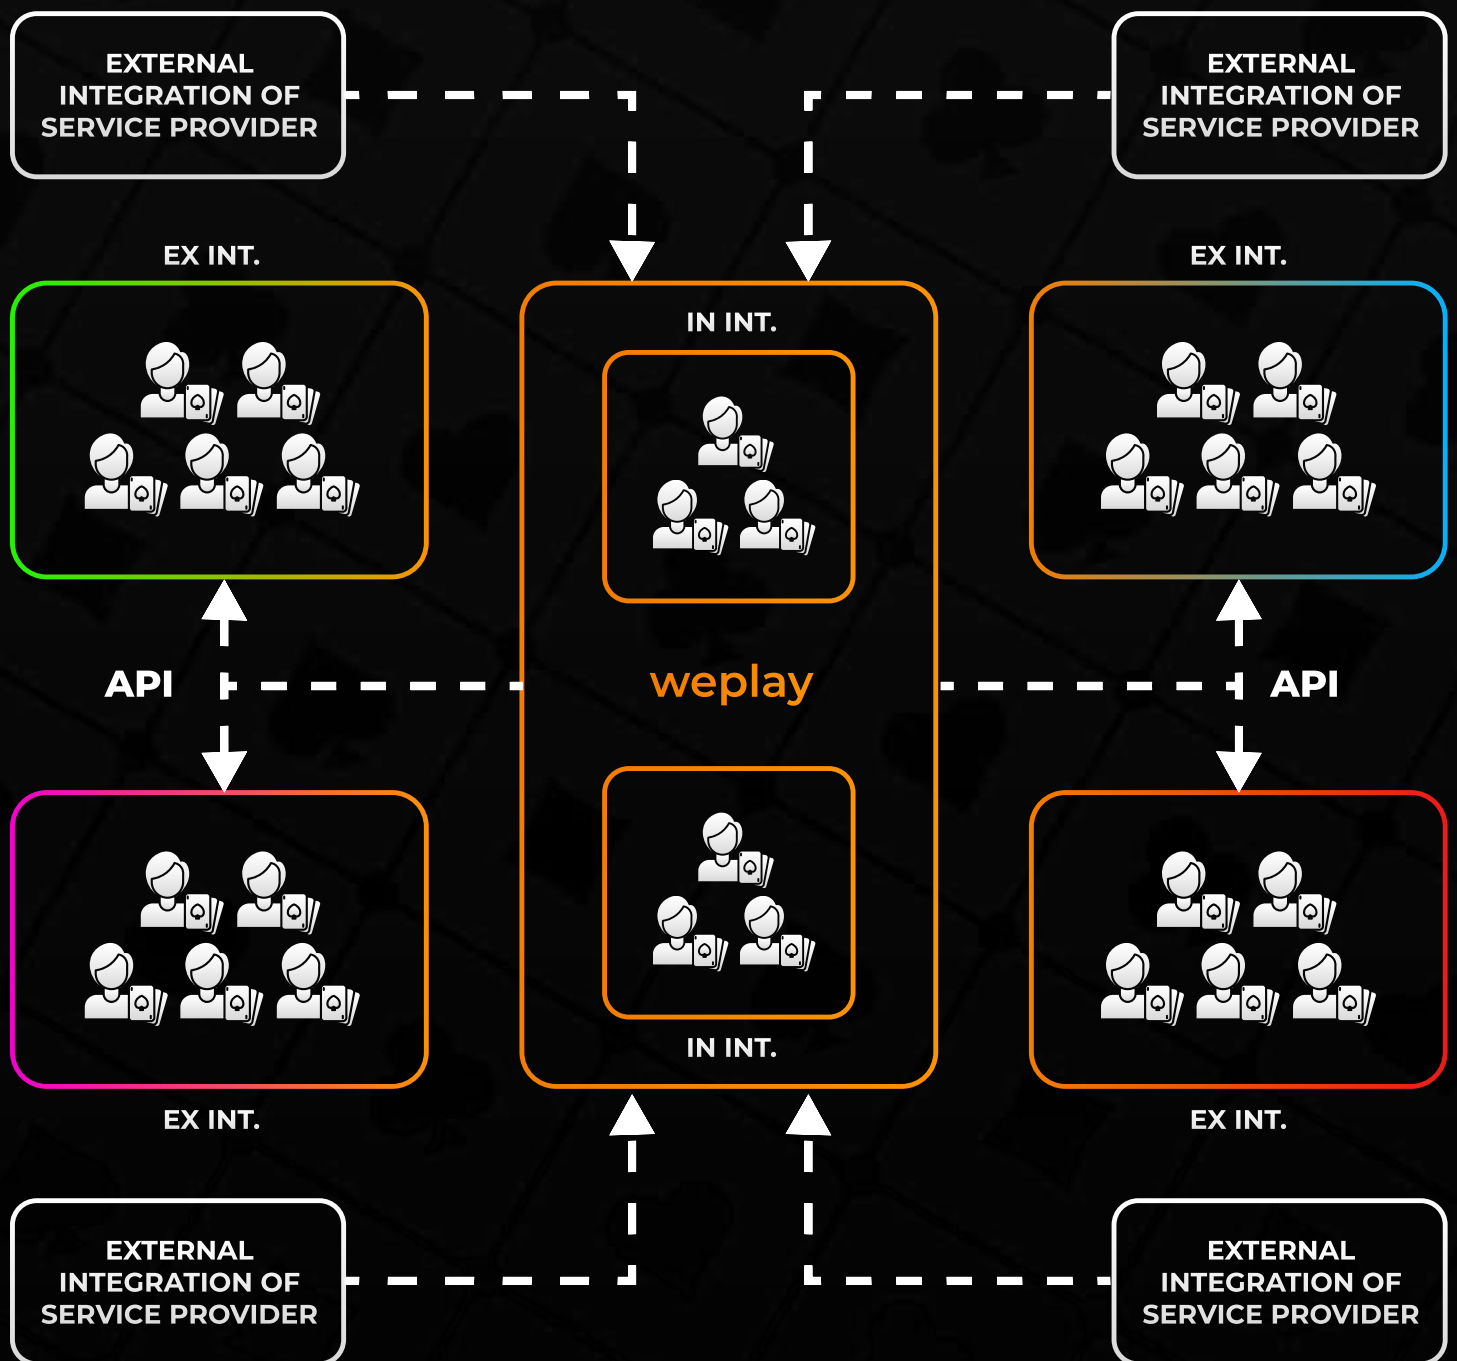 EXTERNAL
INTEGRATION OF
SERVICE PROVIDER
EXTERNAL
INTEGRATION OF
SERVICE PROVIDER
EX INT.
EX INT.
IN INT.
API
weplay
API
IN INT.
EX INT.
EX INT.
EXTERNAL
INTEGRATION OF
SERVICE PROVIDER
EXTERNAL
INTEGRATION OF
SERVICE PROVIDER